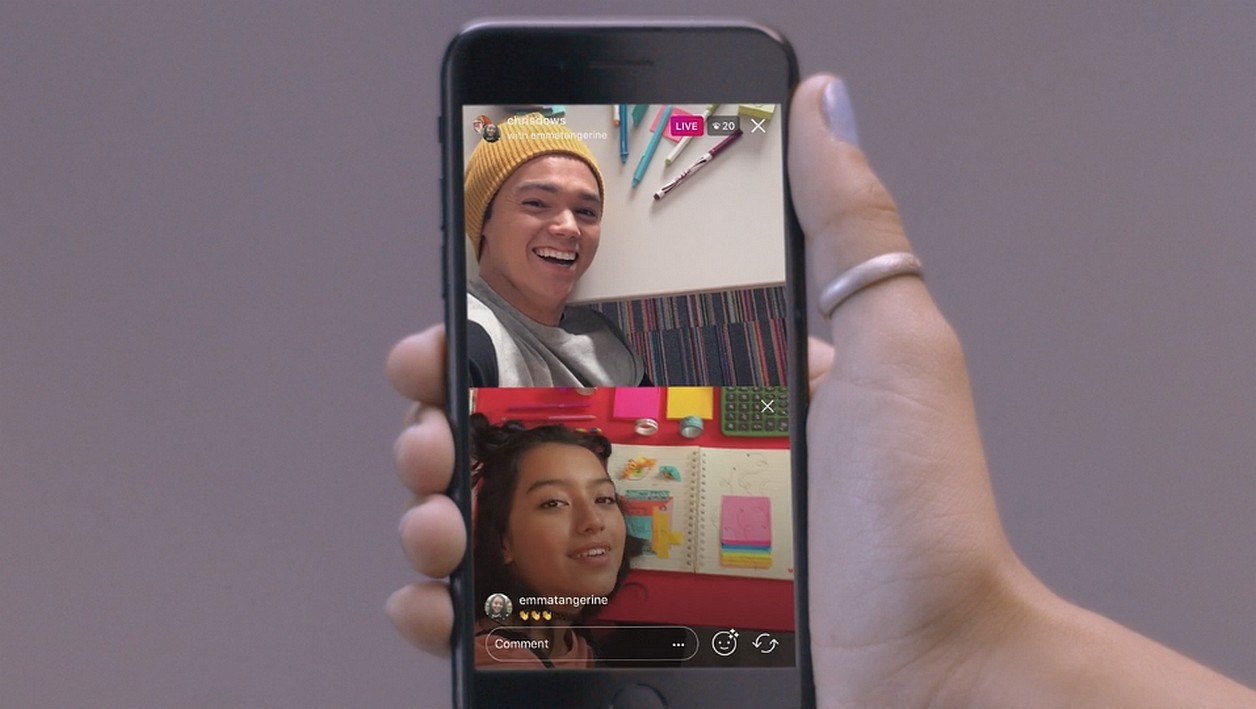 chrisdows
with emmatangerine
LIVE
20
emmatangerine
Comment